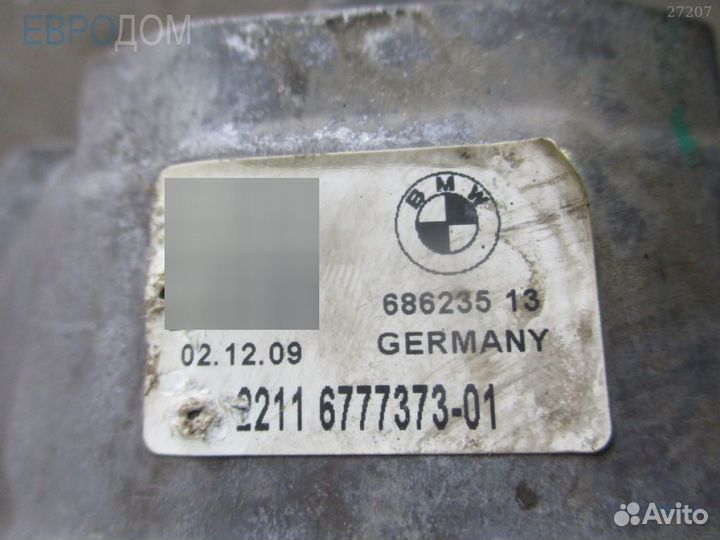 ЕВРОДОМ
27207
BMW
686235 13
02.12.09
GERMANY
2211 6777373-01
Avito